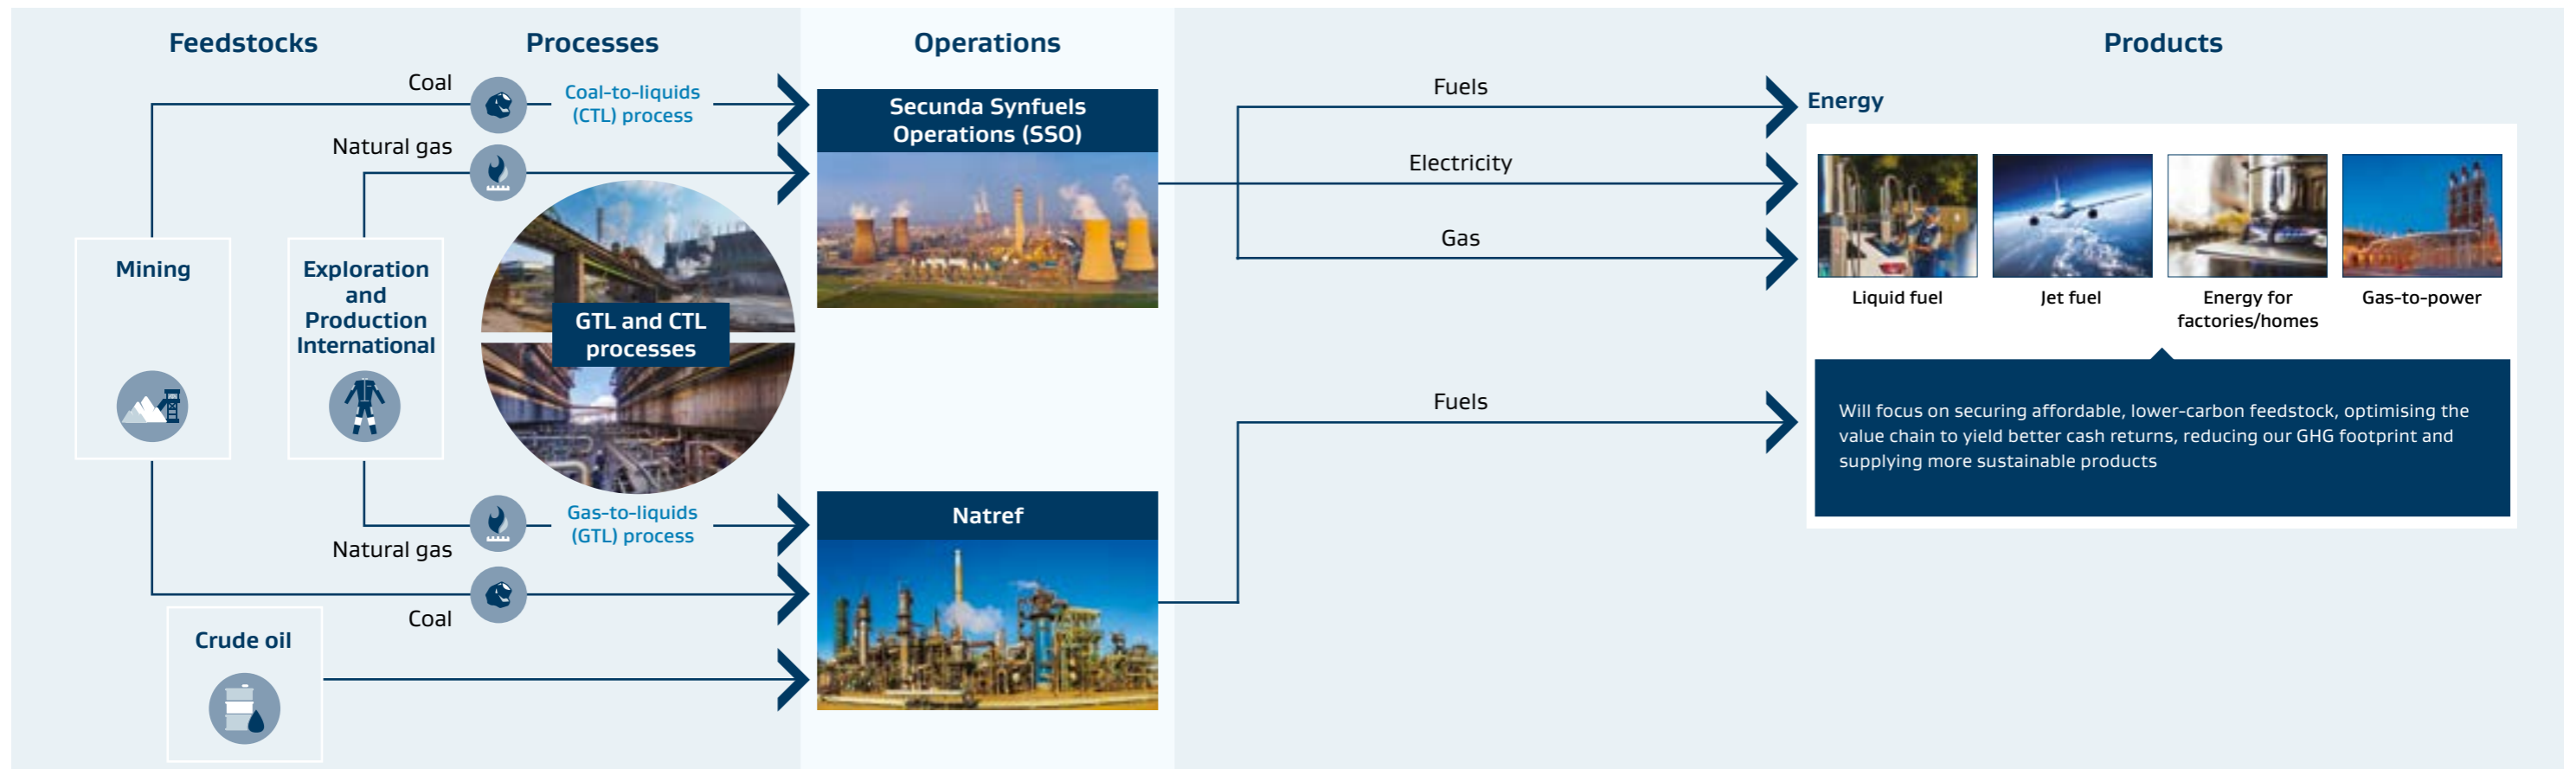 Feedstocks
Processes
Operations
Products
Coal
Coal-to-liquids
(CTL) process
Natural gas
Mining
Exploration
and
Production
International
GTL and CTL
processes
Gas-to-liquids
(GTL) process
Natural gas
Coal
Crude oil
Secunda Synfuels
Operations (SSO)
Natref
Fuels
Electricity
Gas
Fuels
Energy
Liquid fuel
Jet fuel
Energy for
factories/homes
Gas-to-power
Will focus on securing affordable, lower-carbon feedstock, optimising the
value chain to yield better cash returns, reducing our GHG footprint and
supplying more sustainable products